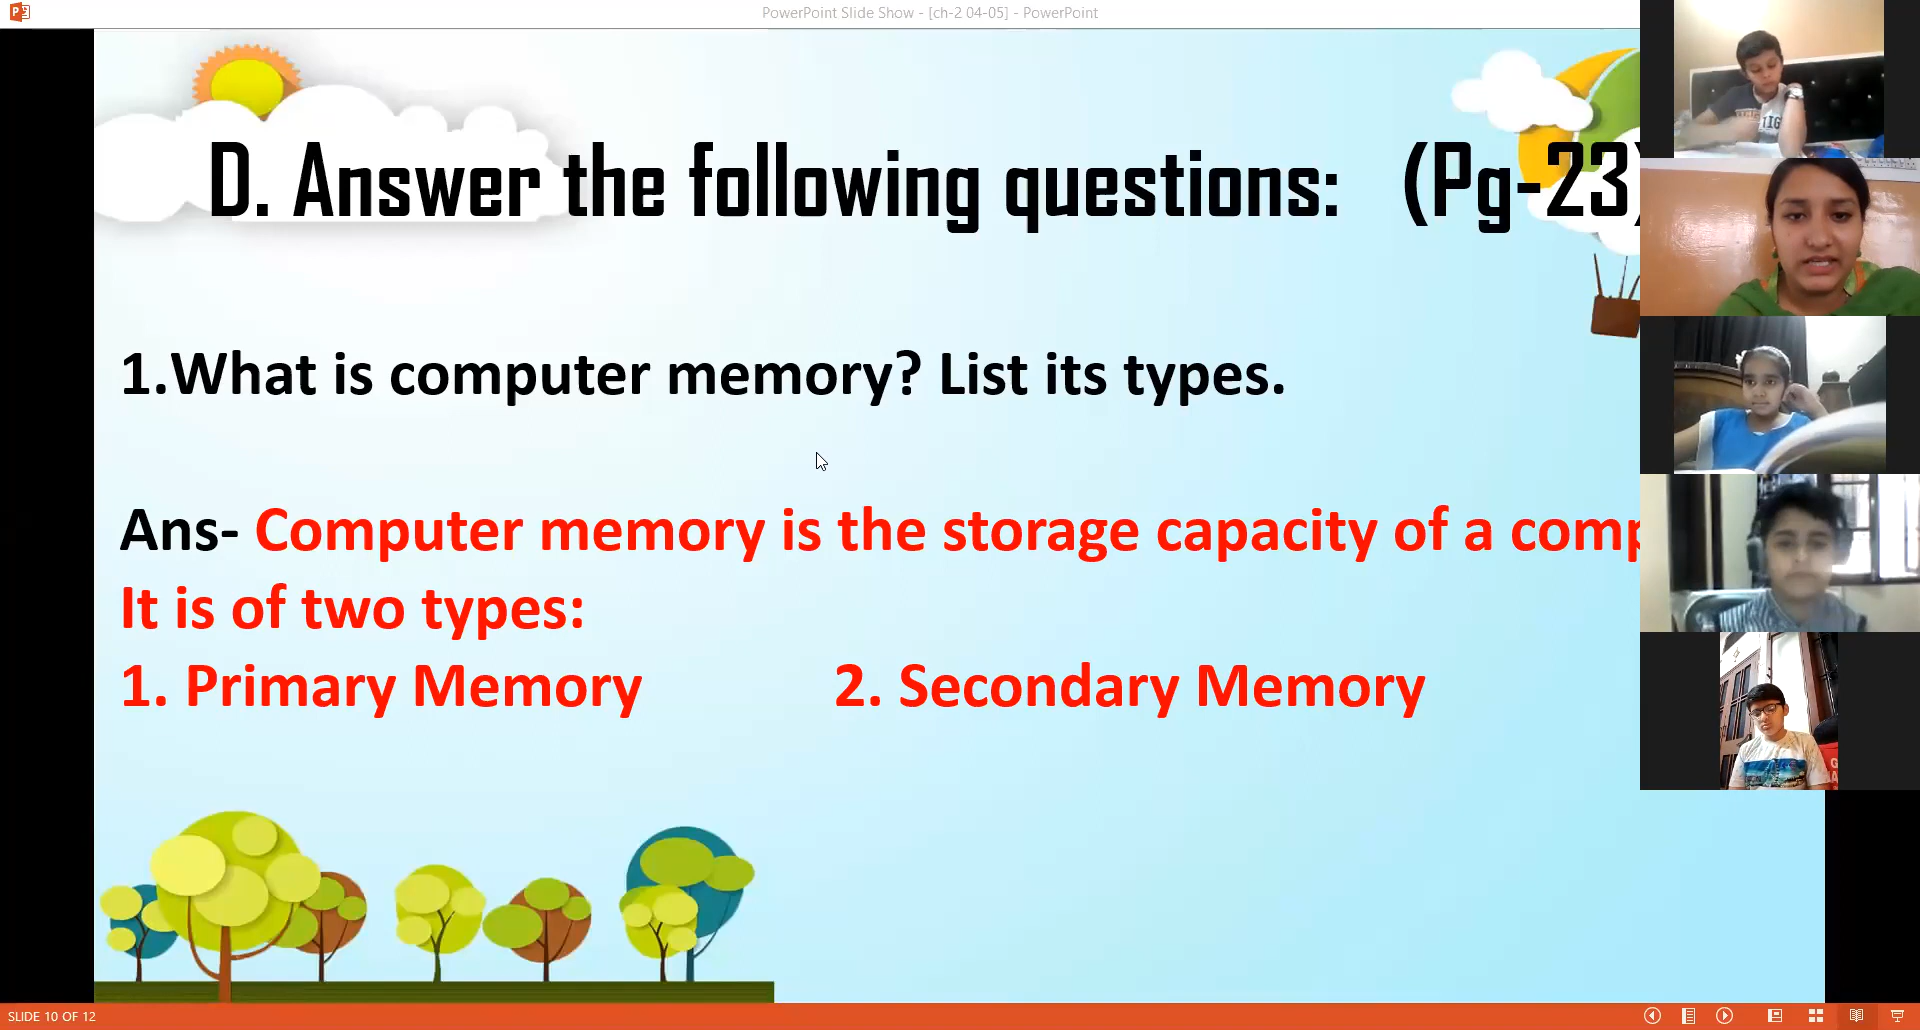 PowerPoint Slide Show - [ch-2 04-05] - PowerPoint
D. Answer the following questions: (Pg-23)
1.What is computer memory? List its types.
Ans- Computer memory is the storage capacity of a comp
It is of two types:
1. Primary Memory 2. Secondary Memory
SLIDE 10 OF 12